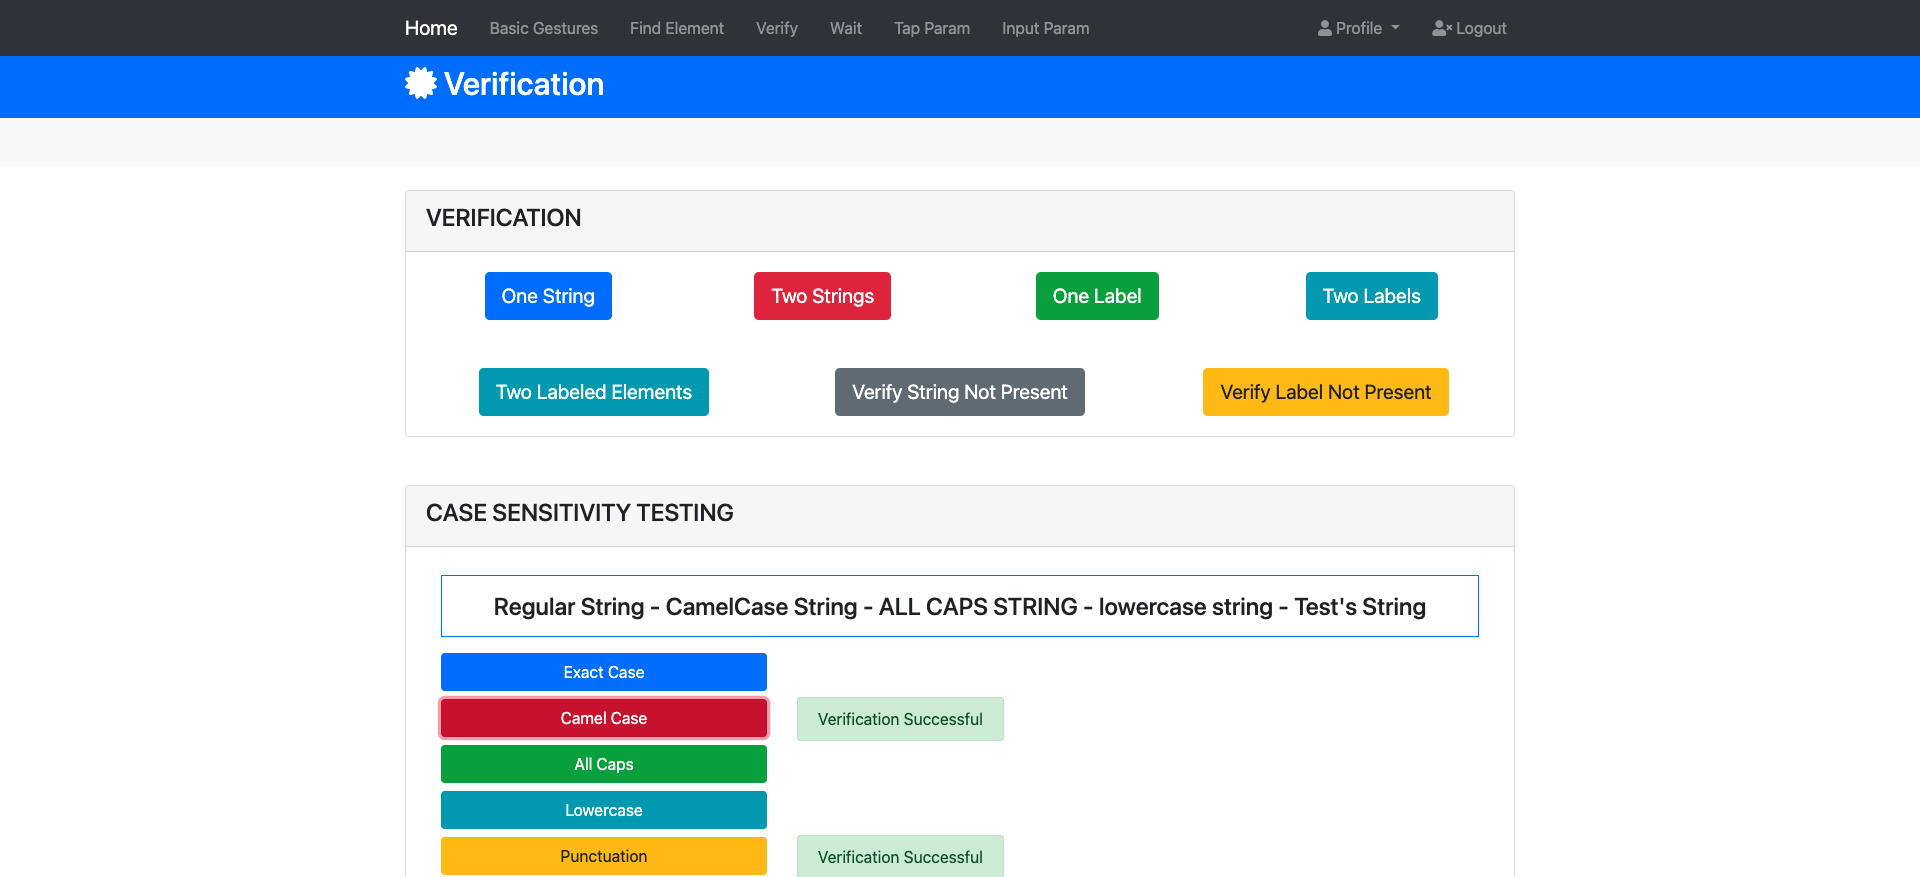 Home Basic Gestures Find Element Verify Wait Tap Param Input Param Profile Logout
Verification
VERIFICATION
One String Two Strings One Label Two Labels
Two Labeled Elements Verify String Not Present Verify Label Not Present
CASE SENSITIVITY TESTING
Regular String - CamelCase String - ALL CAPS STRING - lowercase string - Test's String
Exact Case
Camel Case Verification Successful
All Caps
Lowercase
Punctuation Verification Successful